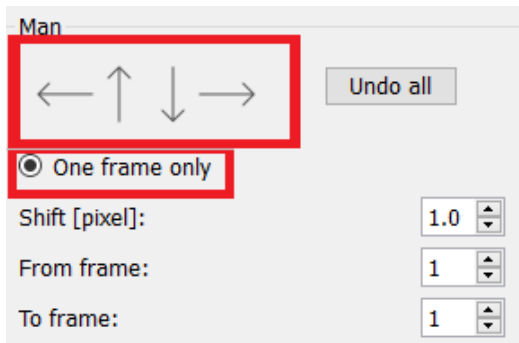 Man
← ↑ ↓ → Undo all
One frame only
Shift [pixel]: 1.0
From frame: 1
To frame: 1